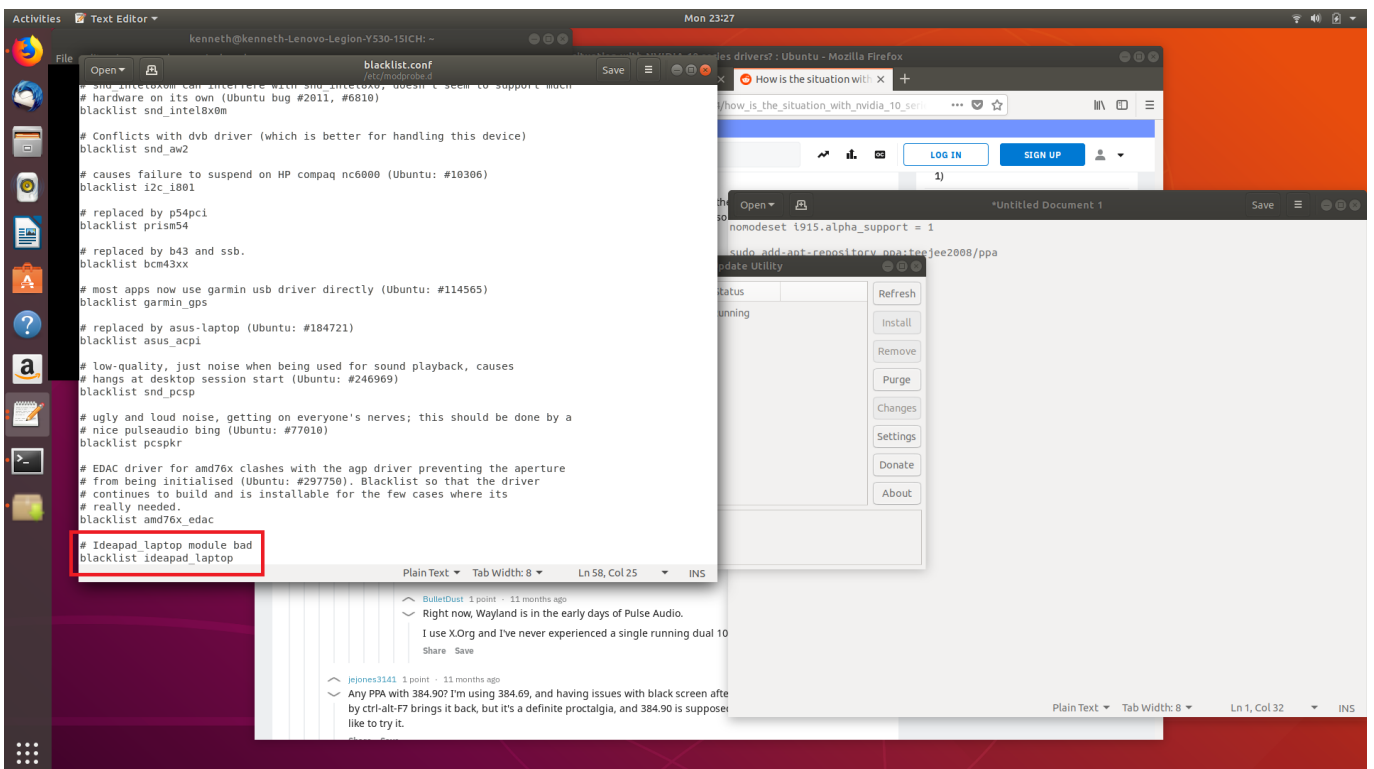 Activities
Text Editor
Mon 23:27
kenneth@kenneth-Lenovo-Legion-Y530-15ICH: ~
File
Open
blacklist.conf
/etc/modprobe.d
Save
# hardware on its own (Ubuntu bug #2011, #6810)
blacklist snd_intel8x0m
# Conflicts with dvb driver (which is better for handling this device)
blacklist snd_aw2
# causes failure to suspend on HP compaq nc6000 (Ubuntu: #10306)
blacklist i2c_i801
# replaced by p54pci
blacklist prism54
# replaced by b43 and ssb.
blacklist bcm43xx
# most apps now use garmin usb driver directly (Ubuntu: #114565)
blacklist garmin_gps
# replaced by asus-laptop (Ubuntu: #184721)
blacklist asus_acpi
# low-quality, just noise when being used for sound playback, causes
# hangs at desktop session start (Ubuntu: #246969)
blacklist snd_pcsp
# ugly and loud noise, getting on everyone's nerves; this should be done by a
# nice pulseaudio bing (Ubuntu: #77010)
blacklist pcspkr
# EDAC driver for amd76x clashes with the agp driver preventing the aperture
# from being initialised (Ubuntu: #297750). Blacklist so that the driver
# continues to build and is installable for the few cases where its
# really needed.
blacklist amd76x_edac
# Ideapad_laptop module bad
blacklist ideapad_laptop
Plain Text
Tab Width: 8
Ln 58, Col 25
INS
drivers? : Ubuntu - Mozilla Firefox
How is the situation with
/how_is_the_situation_with_nvidia_10_seri
LOG IN
SIGN UP
1)
Open
*Untitled Document 1
Save
nomodeset i915.alpha_support = 1
sudo add-apt-repository ppa:teejee2008/ppa
pdate Utility
Status
unning
Refresh
Install
Remove
Purge
Changes
Settings
Donate
About
BulletDust 1 point · 11 months ago
Right now, Wayland is in the early days of Pulse Audio.
I use X.Org and I've never experienced a single running dual 10
Share Save
jejones3141 1 point · 11 months ago
Any PPA with 384.90? I'm using 384.69, and having issues with black screen afte
by ctrl-alt-F7 brings it back, but it's a definite proctalgia, and 384.90 is suppose
like to try it.
Plain Text
Tab Width: 8
Ln 1, Col 32
INS